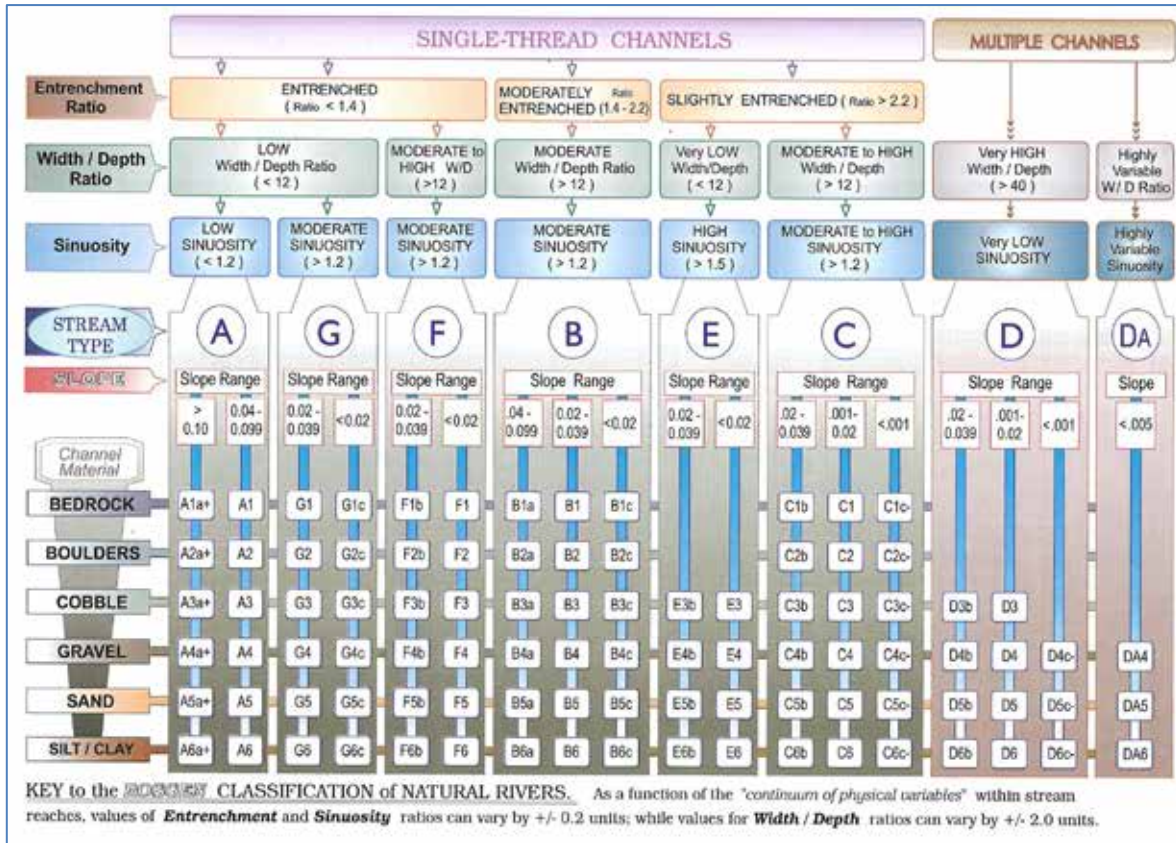 SINGLE-THREAD CHANNELS MULTIPLE CHANNELS
Entrenchment Ratio
ENTRENCHED
( Ratio < 1.4 )
MODERATELY Ratio
ENTRENCHED (1.4 - 2.2)
SLIGHTLY ENTRENCHED ( Ratio > 2.2 )
Width / Depth Ratio
LOW
Width / Depth Ratio
( < 12 )
MODERATE to
HIGH W/D
( >12 )
MODERATE
Width / Depth Ratio
( > 12 )
Very LOW
Width/Depth
( < 12 )
MODERATE to HIGH
Width / Depth
( > 12 )
Very HIGH
Width / Depth
( > 40 )
Highly
Variable
W / D Ratio
Sinuosity
LOW
SINUOSITY
( < 1.2 )
MODERATE
SINUOSITY
( > 1.2 )
MODERATE
SINUOSITY
( > 1.2 )
MODERATE
SINUOSITY
( > 1.2 )
HIGH
SINUOSITY
( > 1.5 )
MODERATE to HIGH
SINUOSITY
( > 1.2 )
Very LOW
SINUOSITY
Highly
Variable
Sinuosity
STREAM
TYPE
A G F B E C D DA
SLOPE
Slope Range Slope Range Slope Range Slope Range Slope Range Slope Range Slope Range Slope
> 0.10 0.04 - 0.099 0.02 - 0.039 <0.02 0.02 - 0.039 <0.02 .04 - 0.099 0.02 - 0.039 <0.02 0.02 - 0.039 <0.02 .02 - 0.039 .001- 0.02 <.001 .02 - 0.039 .001- 0.02 <.001 <.005
Channel
Material
BEDROCK A1a+ A1 G1 G1c F1b F1 B1a B1 B1c C1b C1 C1c-
BOULDERS A2a+ A2 G2 G2c F2b F2 B2a B2 B2c C2b C2 C2c-
COBBLE A3a+ A3 G3 G3c F3b F3 B3a B3 B3c E3b E3 C3b C3 C3c- D3b D3
GRAVEL A4a+ A4 G4 G4c F4b F4 B4a B4 B4c E4b E4 C4b C4 C4c- D4b D4 D4c- DA4
SAND A5a+ A5 G5 G5c F5b F5 B5a B5 B5c E5b E5 C5b C5 C5c- D5b D5 D5c- DA5
SILT / CLAY A6a+ A6 G6 G6c F6b F6 B6a B6 B6c E6b E6 C6b C6 C6c- D6b D6 D6c- DA6
KEY to the ROSGEN CLASSIFICATION of NATURAL RIVERS. As a function of the "continuum of physical variables" within stream
reaches, values of Entrenchment and Sinuosity ratios can vary by +/- 0.2 units; while values for Width / Depth ratios can vary by +/- 2.0 units.